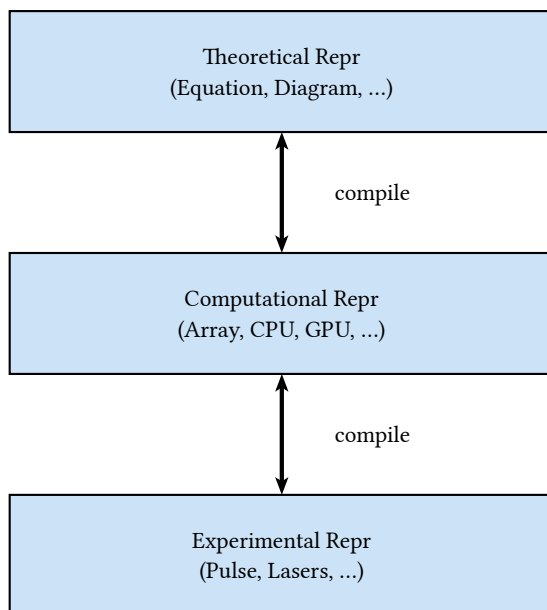 Theoretical Repr
(Equation, Diagram, …)
compile
Computational Repr
(Array, CPU, GPU, …)
compile
Experimental Repr
(Pulse, Lasers, …)